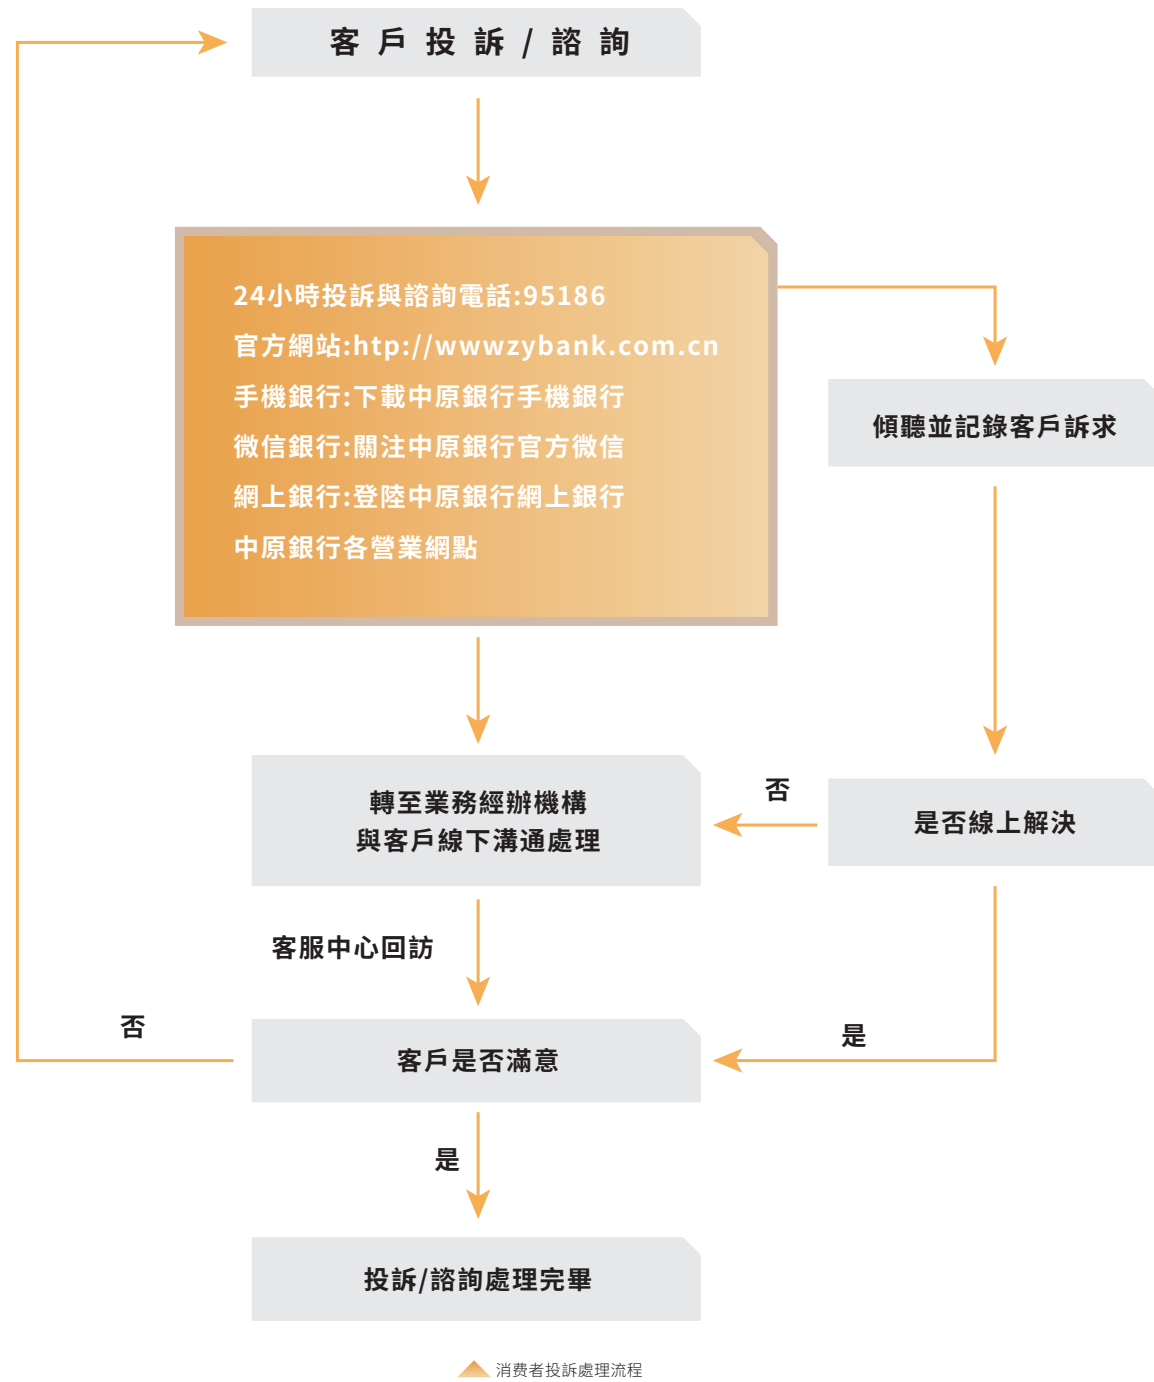 客戶投訴/諮詢
24小時投訴與諮詢電話:95186
官方網站:htp://wwwzybank.com.cn
手機銀行:下載中原銀行手機銀行
微信銀行:關注中原銀行官方微信
網上銀行:登陸中原銀行網上銀行
中原銀行各營業網點
傾聽並記錄客戶訴求
轉至業務經辦機構
與客戶線下溝通處理
否
是否線上解決
客服中心回訪
否
客戶是否滿意
是
是
投訴/諮詢處理完畢
消费者投訴處理流程